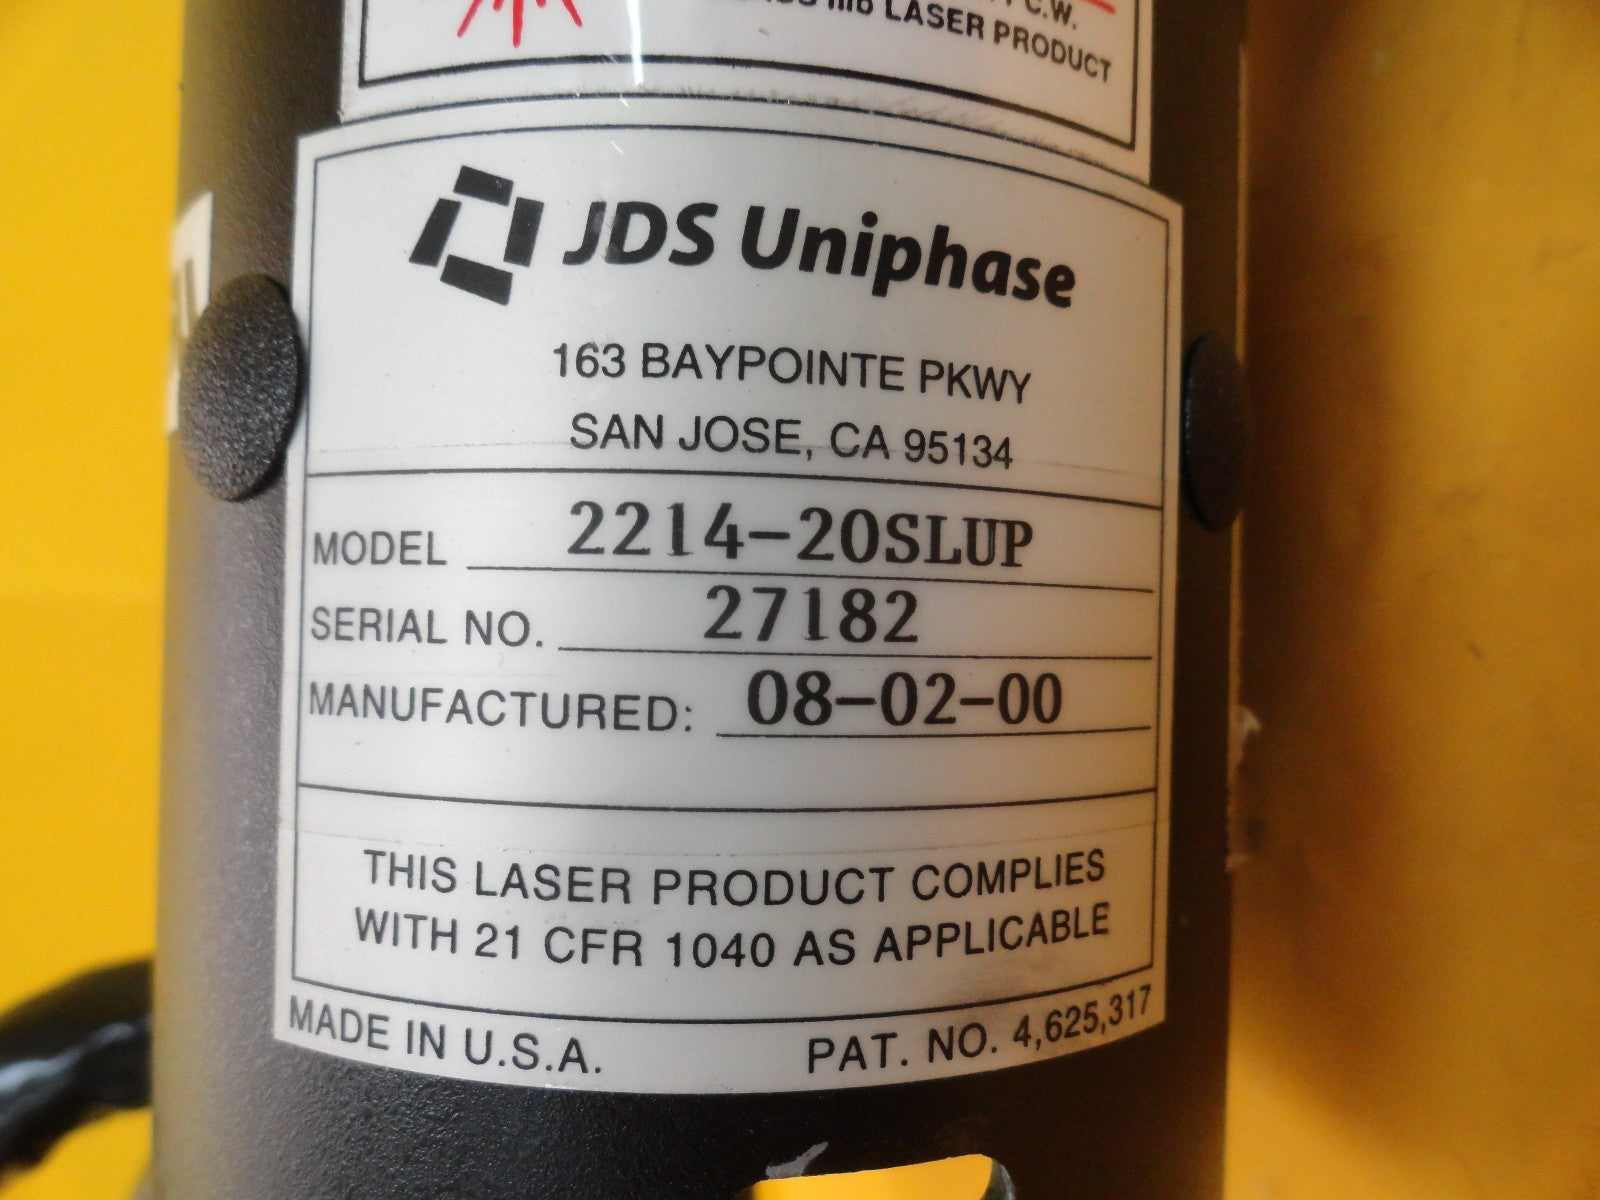 C.W.
IIIb LASER PRODUCT
JDS Uniphase
163 BAYPOINTE PKWY
SAN JOSE, CA 95134
MODEL 2214-20SLUP
SERIAL NO. 27182
MANUFACTURED: 08-02-00
THIS LASER PRODUCT COMPLIES
WITH 21 CFR 1040 AS APPLICABLE
MADE IN U.S.A. PAT. NO. 4,625,317